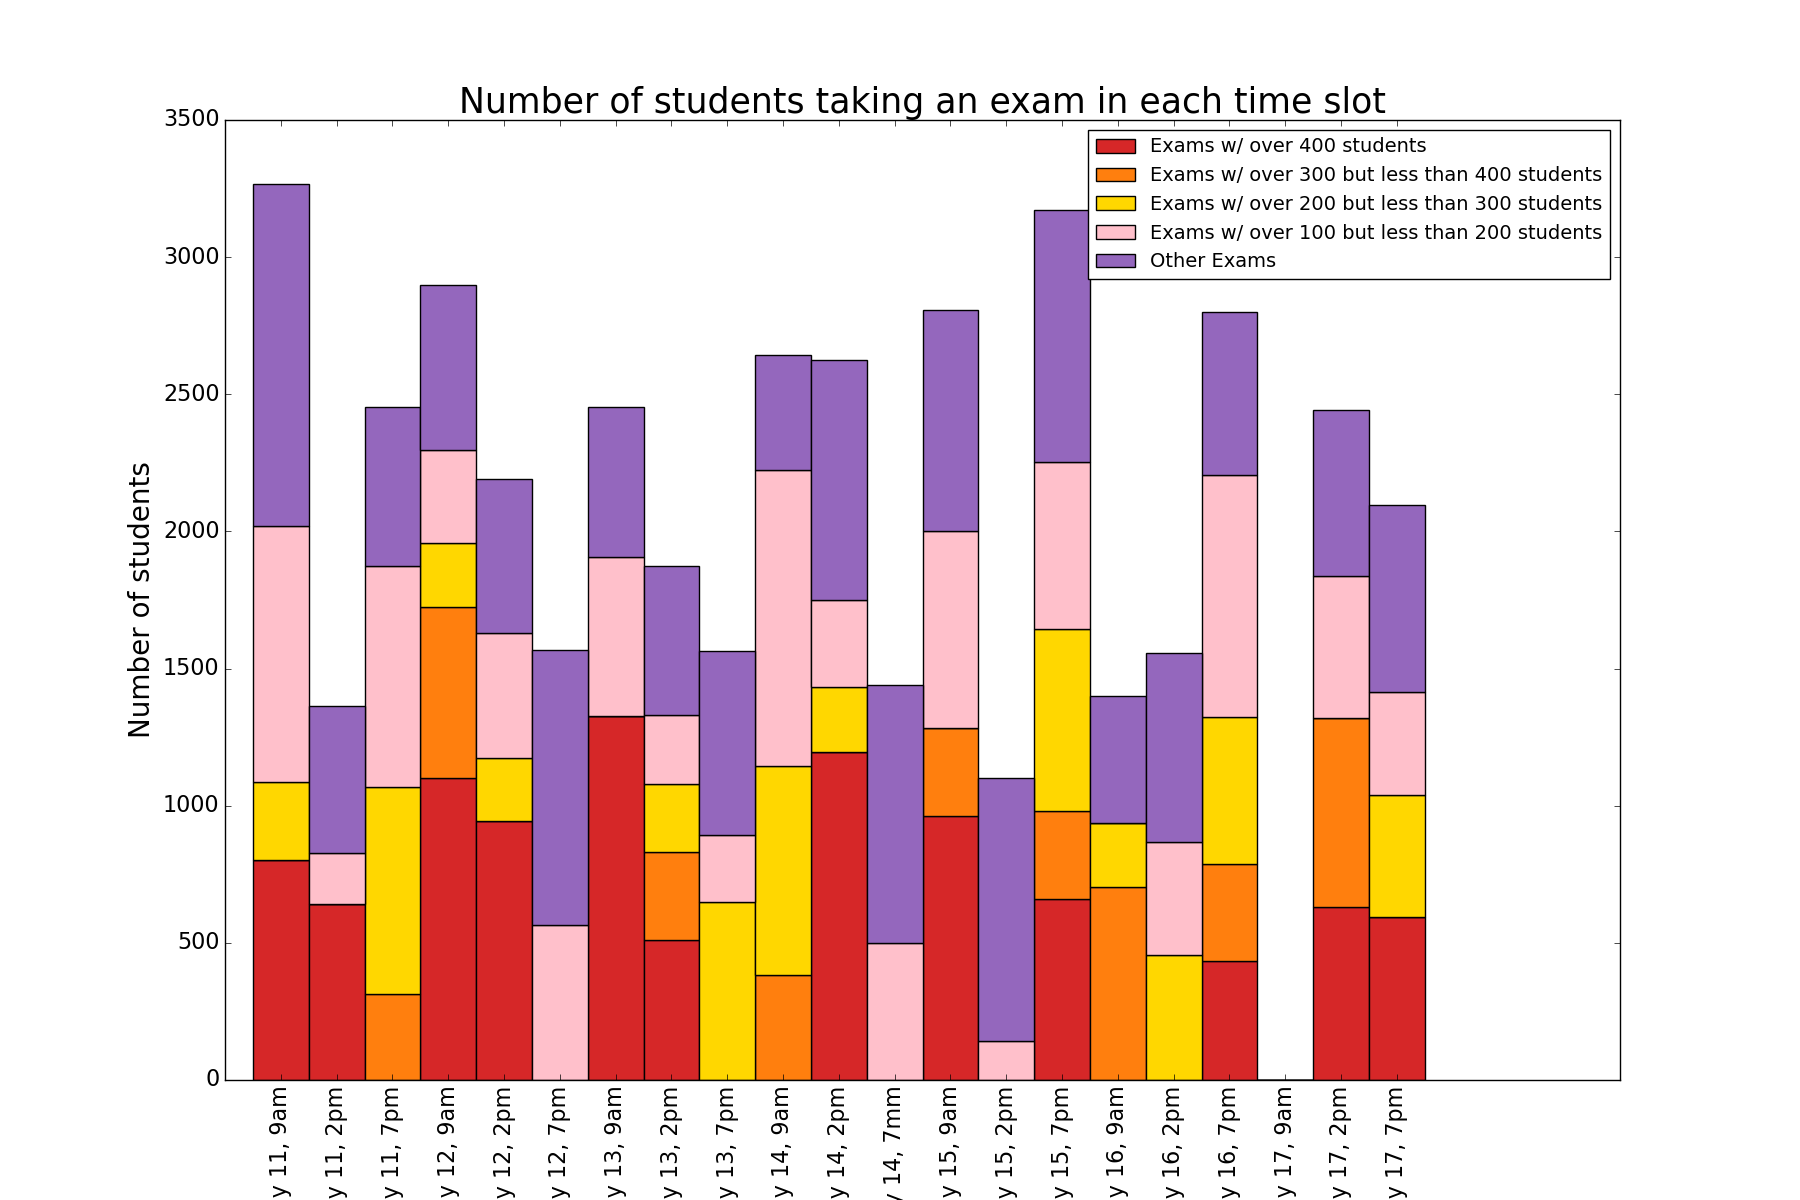 Number of students taking an exam in each time slot
Exams w/ over 400 students
Exams w/ over 300 but less than 400 students
Exams w/ over 200 but less than 300 students
Exams w/ over 100 but less than 200 students
Other Exams
Number of students
3500
3000
2500
2000
1500
1000
500
0
y 11, 9am
y 11, 2pm
y 11, 7pm
y 12, 9am
y 12, 2pm
y 12, 7pm
y 13, 9am
y 13, 2pm
y 13, 7pm
y 14, 9am
y 14, 2pm
y 14, 7mm
y 15, 9am
y 15, 2pm
y 15, 7pm
y 16, 9am
y 16, 2pm
y 16, 7pm
y 17, 9am
y 17, 2pm
y 17, 7pm